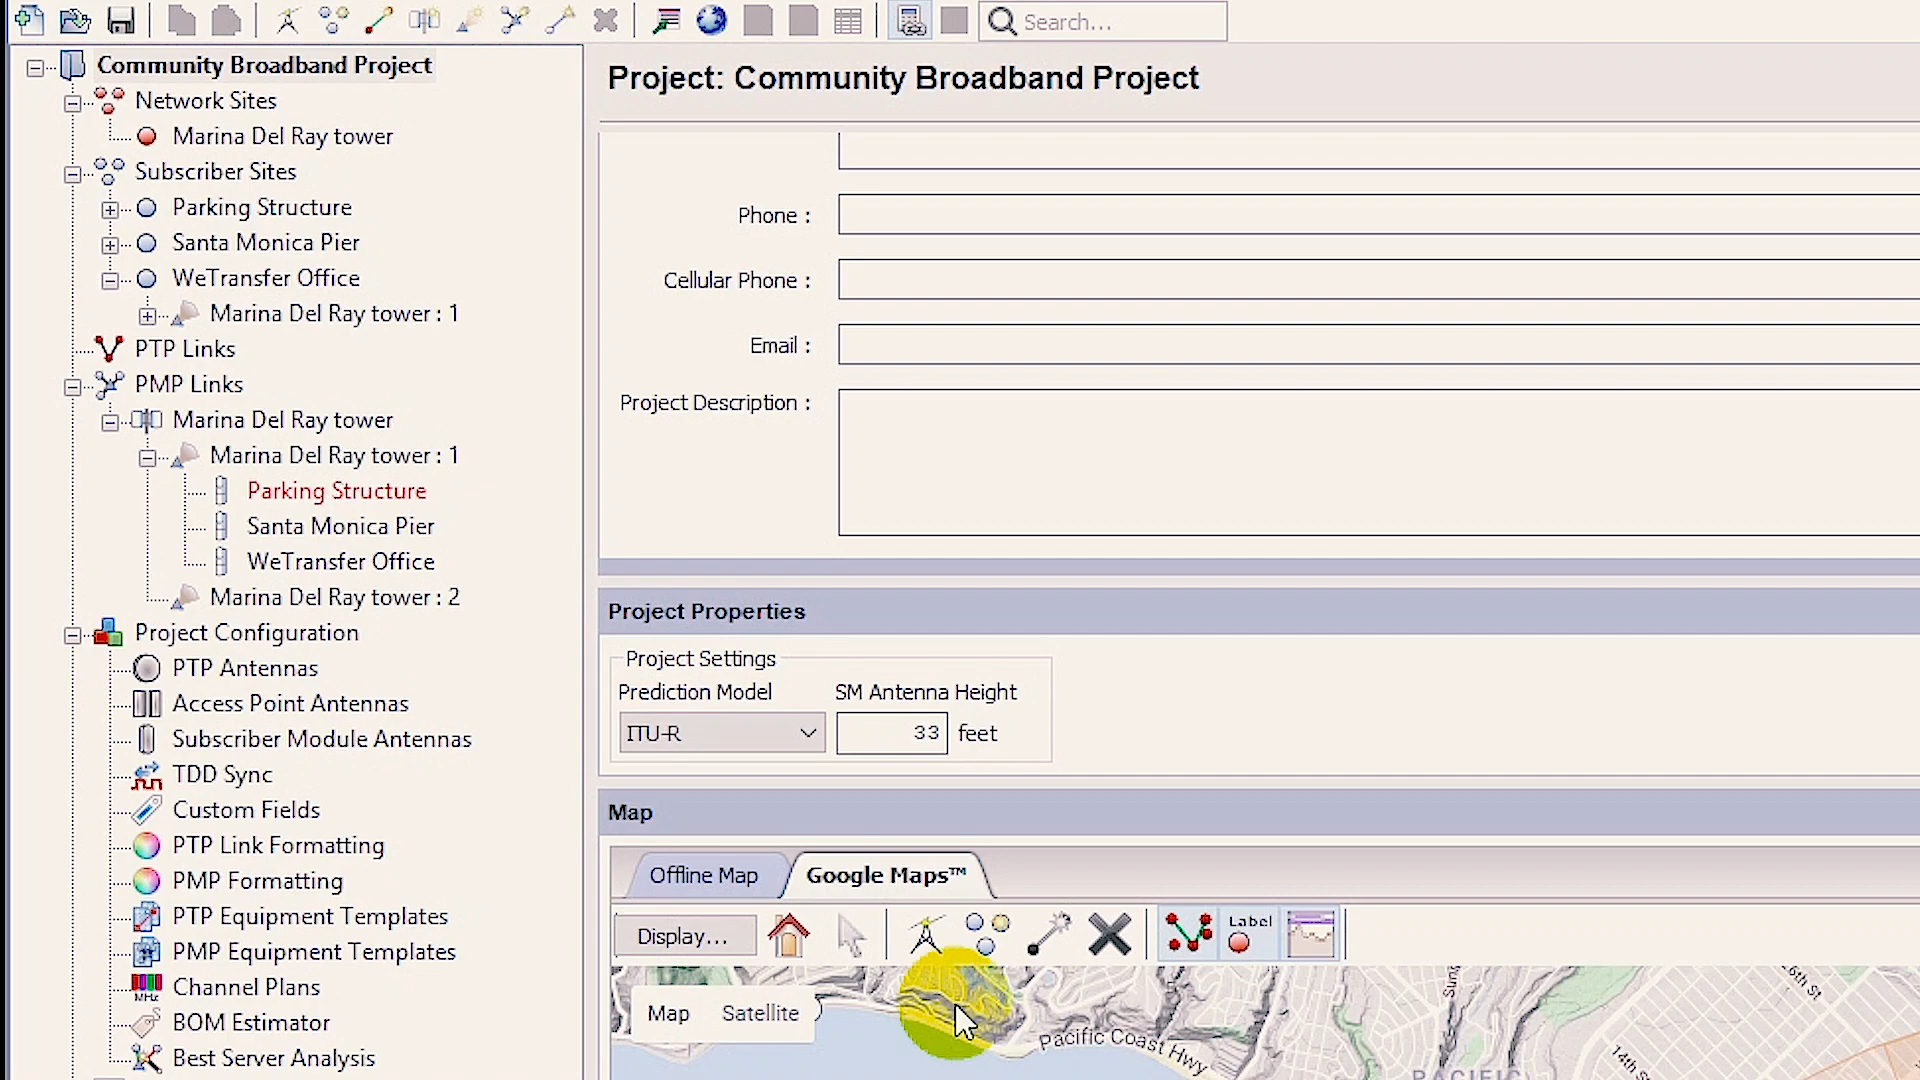 Search...
Community Broadband Project
Network Sites
Marina Del Ray tower
Subscriber Sites
Parking Structure
Santa Monica Pier
WeTransfer Office
Marina Del Ray tower : 1
PTP Links
PMP Links
Marina Del Ray tower
Marina Del Ray tower : 1
Parking Structure
Santa Monica Pier
WeTransfer Office
Marina Del Ray tower : 2
Project Configuration
PTP Antennas
Access Point Antennas
Subscriber Module Antennas
TDD Sync
Custom Fields
PTP Link Formatting
PMP Formatting
PTP Equipment Templates
PMP Equipment Templates
MHz
Channel Plans
BOM Estimator
Best Server Analysis
Project: Community Broadband Project
Phone :
Cellular Phone :
Email :
Project Description :
Project Properties
Project Settings
Prediction Model SM Antenna Height
ITU-R 33 feet
Map
Offline Map Google Maps™
Display... Label
Map Satellite
Pacific Coast Hwy
14th St